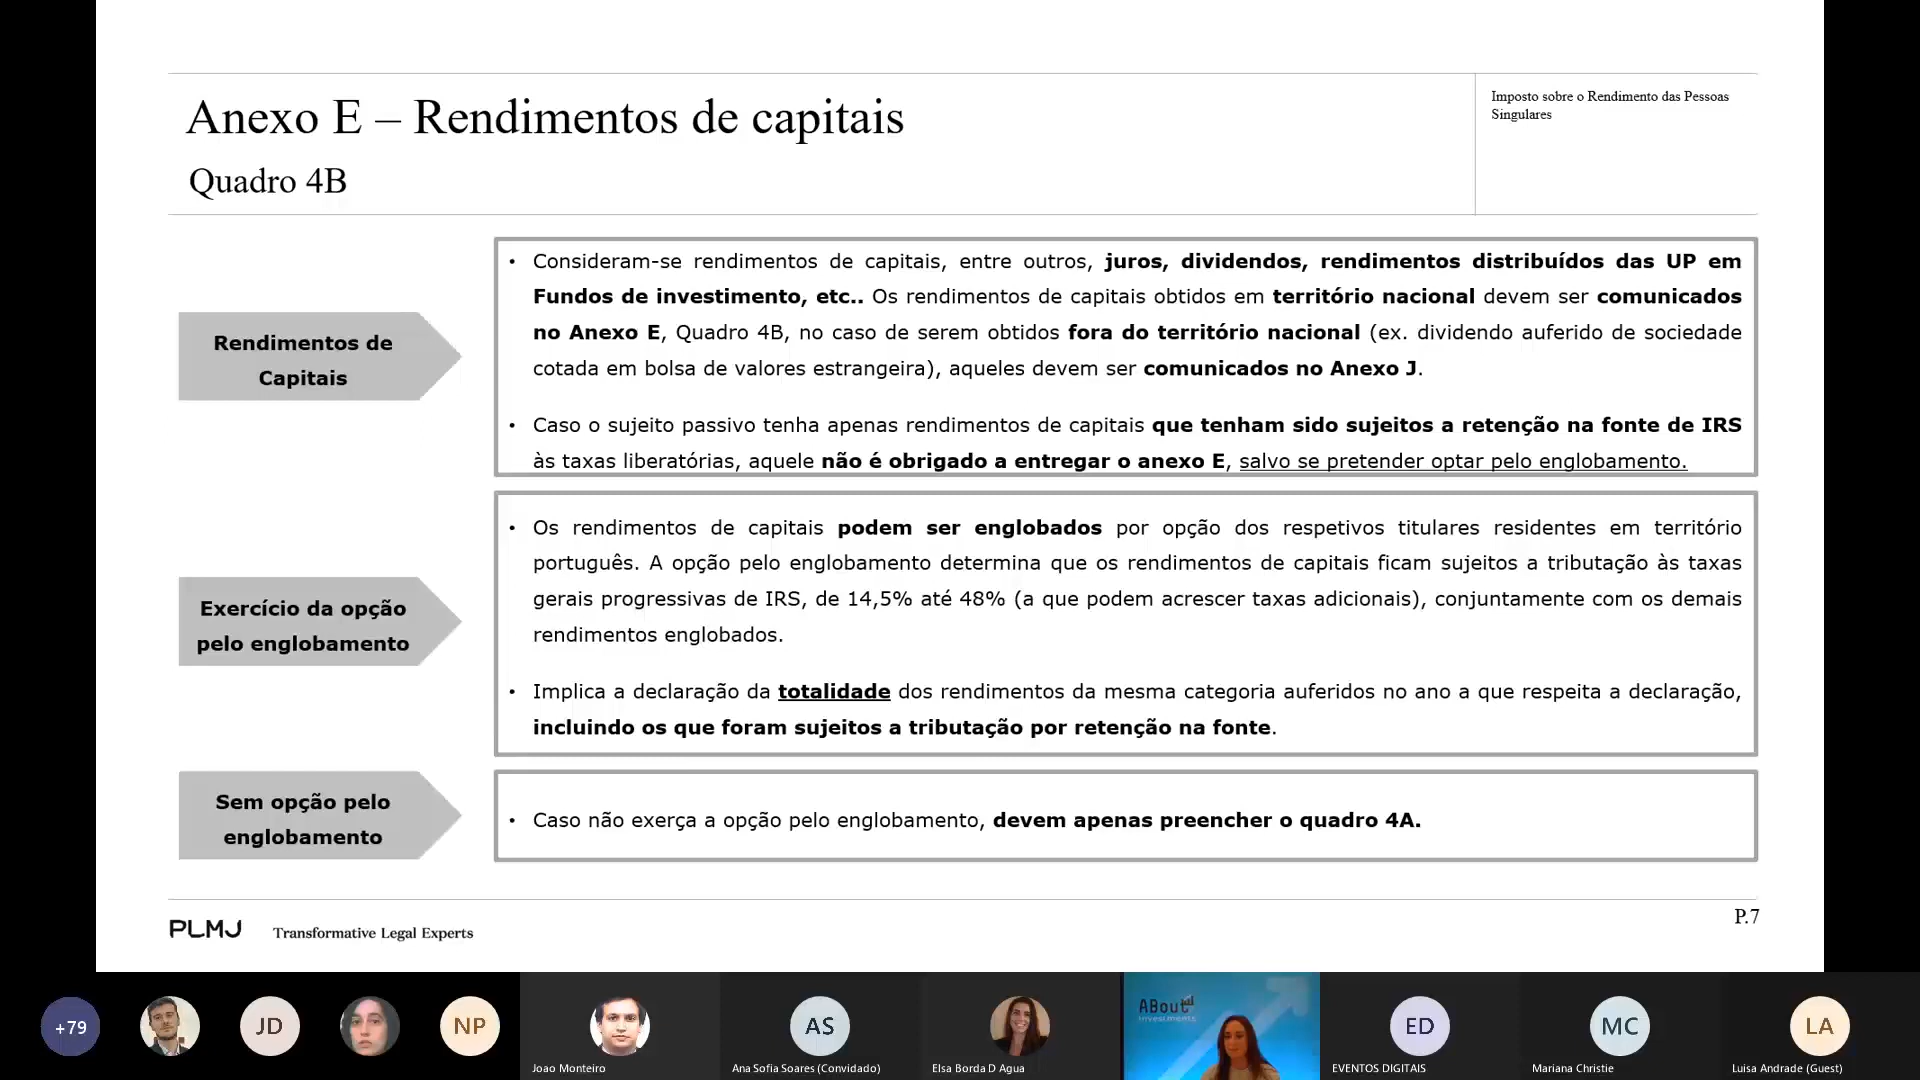 Anexo E – Rendimentos de capitais
Quadro 4B
Imposto sobre o Rendimento das Pessoas
Singulares
Rendimentos de
Capitais
• Consideram-se rendimentos de capitais, entre outros, juros, dividendos, rendimentos distribuídos das UP em
Fundos de investimento, etc.. Os rendimentos de capitais obtidos em território nacional devem ser comunicados
no Anexo E, Quadro 4B, no caso de serem obtidos fora do território nacional (ex. dividendo auferido de sociedade
cotada em bolsa de valores estrangeira), aqueles devem ser comunicados no Anexo J.
• Caso o sujeito passivo tenha apenas rendimentos de capitais que tenham sido sujeitos a retenção na fonte de IRS
às taxas liberatórias, aquele não é obrigado a entregar o anexo E, salvo se pretender optar pelo englobamento.
Exercício da opção
pelo englobamento
• Os rendimentos de capitais podem ser englobados por opção dos respetivos titulares residentes em território
português. A opção pelo englobamento determina que os rendimentos de capitais ficam sujeitos a tributação às taxas
gerais progressivas de IRS, de 14,5% até 48% (a que podem acrescer taxas adicionais), conjuntamente com os demais
rendimentos englobados.
• Implica a declaração da totalidade dos rendimentos da mesma categoria auferidos no ano a que respeita a declaração,
incluindo os que foram sujeitos a tributação por retenção na fonte.
Sem opção pelo
englobamento
• Caso não exerça a opção pelo englobamento, devem apenas preencher o quadro 4A.
PLMJ
Transformative Legal Experts
P.7
+79
JD
NP
Joao Monteiro
AS
Ana Sofia Soares (Convidado)
Elsa Borda D Agua
ABout
Investments
ED
EVENTOS DIGITAIS
MC
Mariana Christie
LA
Luisa Andrade (Guest)